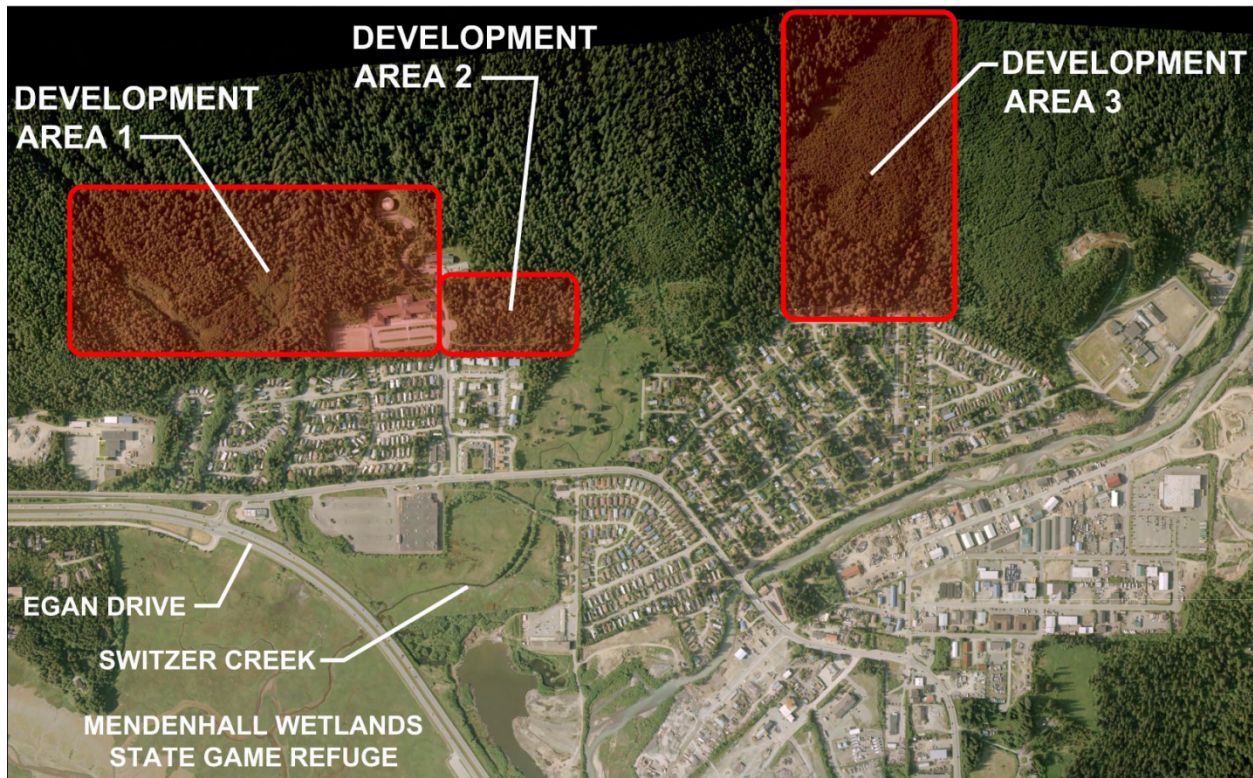 DEVELOPMENT
AREA 1
DEVELOPMENT
AREA 2
DEVELOPMENT
AREA 3
EGAN DRIVE
SWITZER CREEK
MENDENHALL WETLANDS
STATE GAME REFUGE